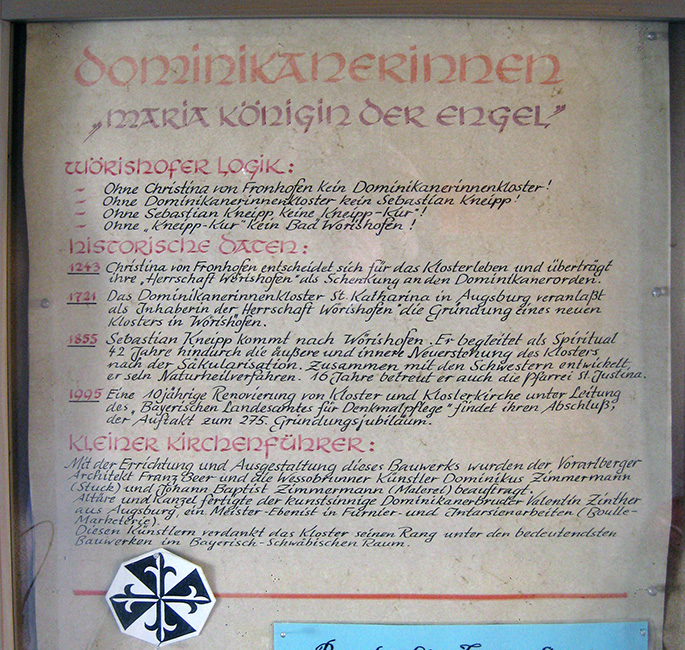 Dominikanerinnen
„Maria Königin der Engel"
Wörishofer Logik:
- Ohne Christina von Fronhofen kein Dominikanerinnenkloster!
- Ohne Dominikanerinnenkloster kein Sebastian Kneipp!
- Ohne Sebastian Kneipp keine „Kneipp-Kur"!
- Ohne „Kneipp-Kur" kein Bad Wörishofen!
Historische Daten:
1243 Christina von Fronhofen entscheidet sich für das Klosterleben und überträgt
ihre „Herrschaft Wörishofen" als Schenkung an den Dominikanerorden.
1721 Das Dominikanerinnenkloster St. Katharina in Augsburg veranlaßt
als Inhaberin der „Herrschaft Wörishofen" die Gründung eines neuen
Klosters in Wörishofen.
1855 Sebastian Kneipp kommt nach Wörishofen. Er begleitet als Spiritual
42 Jahre hindurch die äußere und innere Neuerstehung des Klosters
nach der Säkularisation. Zusammen mit den Schwestern entwickelt
er sein Naturheilverfahren. 16 Jahre betreut er auch die Pfarrei St. Justina.
1995 Eine 10jährige Renovierung von Kloster und Klosterkirche unter Leitung
des „Bayerischen Landesamtes für Denkmalpflege" findet ihren Abschluß;
der Auftakt zum 275. Gründungsjubiläum.
Kleiner Kirchenführer:
Mit der Errichtung und Ausgestaltung dieses Bauwerks wurden der Vorarlberger
Architekt Franz Beer und die Wessobrunner Künstler Dominikus Zimmermann
(Stuck) und Johann Baptist Zimmermann (Malerei) beauftragt.
Altäre und Kanzel fertigte der kunstsinnige Dominikanerbruder Valentin Zinther
aus Augsburg, ein Meister-Ebenist in Furnier- und Intarsienarbeiten (Boulle-
Marketerie).
Diesen Künstlern verdankt das Kloster seinen Rang unter den bedeutendsten
Bauwerken im Bayerisch-Schwäbischen Raum.